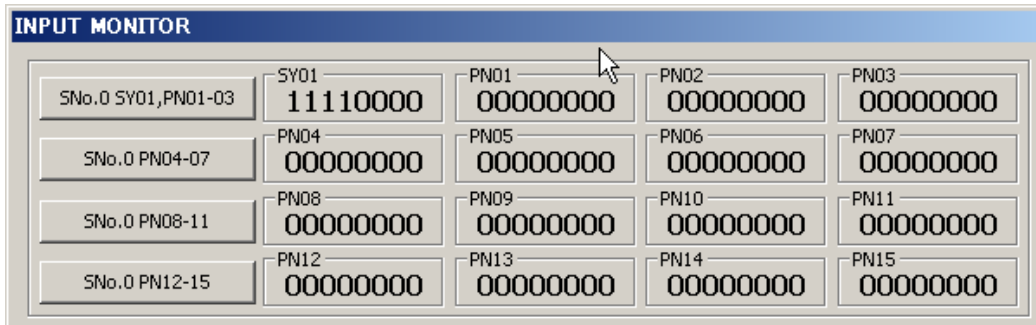 INPUT MONITOR
SNo.0 SY01,PN01-03
SY01
11110000
PN01
00000000
PN02
00000000
PN03
00000000
SNo.0 PN04-07
PN04
00000000
PN05
00000000
PN06
00000000
PN07
00000000
SNo.0 PN08-11
PN08
00000000
PN09
00000000
PN10
00000000
PN11
00000000
SNo.0 PN12-15
PN12
00000000
PN13
00000000
PN14
00000000
PN15
00000000